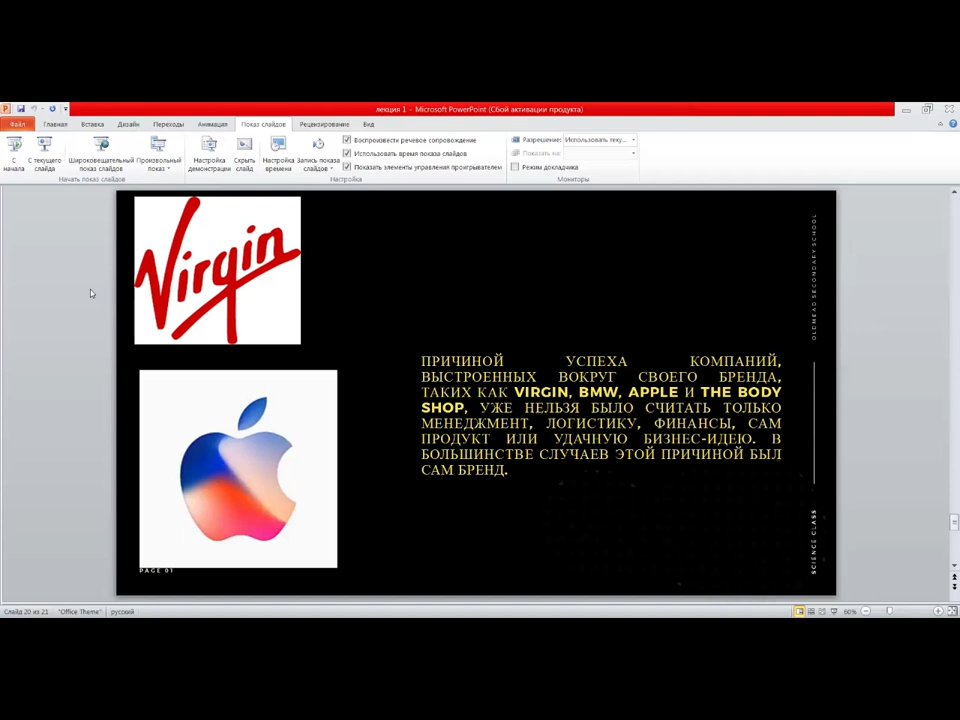 лекция 1 - Microsoft PowerPoint (Сбой активации продукта)
Файл Главная Вставка Дизайн Переходы Анимация Показ слайдов Рецензирование Вид
С начала
С текущего слайда
Широковещательный показ слайдов
Произвольный показ
Начать показ слайдов
Настройка демонстрации
Скрыть слайд
Настройка времени
Запись показа слайдов
Воспроизвести речевое сопровождение
Использовать время показа слайдов
Показать элементы управления проигрывателем
Настройка
Разрешение: Использовать теку...
Показать на:
Режим докладчика
Мониторы
Virgin
OLDMEAD SECONDARY SCHOOL
ПРИЧИНОЙ УСПЕХА КОМПАНИЙ,
ВЫСТРОЕННЫХ ВОКРУГ СВОЕГО БРЕНДА,
ТАКИХ КАК VIRGIN, BMW, APPLE И THE BODY
SHOP, УЖЕ НЕЛЬЗЯ БЫЛО СЧИТАТЬ ТОЛЬКО
МЕНЕДЖМЕНТ, ЛОГИСТИКУ, ФИНАНСЫ, САМ
ПРОДУКТ ИЛИ УДАЧНУЮ БИЗНЕС-ИДЕЮ. В
БОЛЬШИНСТВЕ СЛУЧАЕВ ЭТОЙ ПРИЧИНОЙ БЫЛ
САМ БРЕНД.
SCIENCE CLASS
PAGE 01
Слайд 20 из 21 "Office Theme" русский 60%